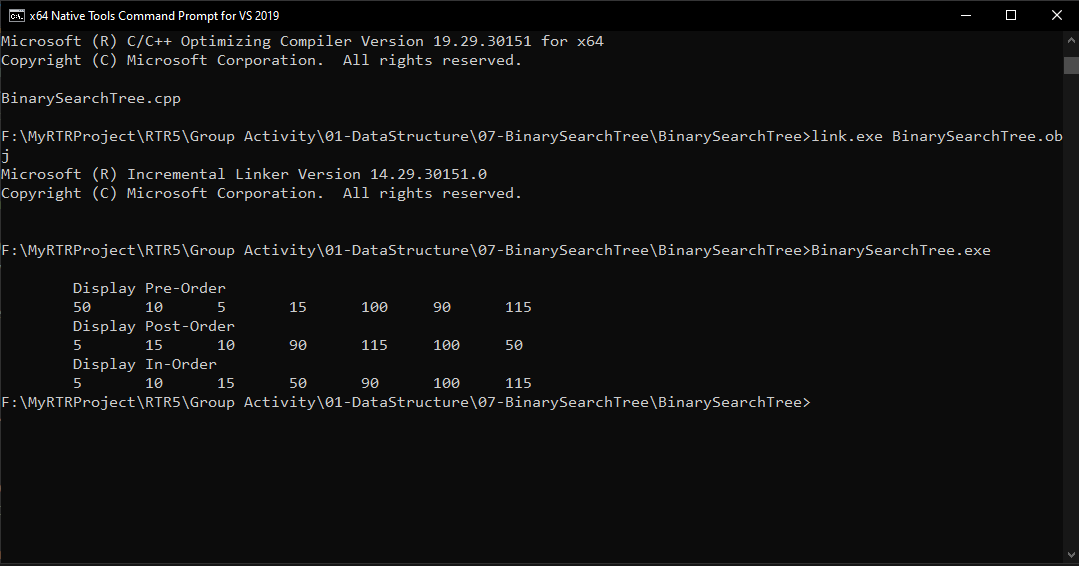 x64 Native Tools Command Prompt for VS 2019
Microsoft (R) C/C++ Optimizing Compiler Version 19.29.30151 for x64
Copyright (C) Microsoft Corporation.  All rights reserved.
BinarySearchTree.cpp
F:\MyRTRProject\RTR5\Group Activity\01-DataStructure\07-BinarySearchTree\BinarySearchTree>link.exe BinarySearchTree.ob
j
Microsoft (R) Incremental Linker Version 14.29.30151.0
Copyright (C) Microsoft Corporation.  All rights reserved.
F:\MyRTRProject\RTR5\Group Activity\01-DataStructure\07-BinarySearchTree\BinarySearchTree>BinarySearchTree.exe
Display Pre-Order
50 10 5 15 100 90 115
Display Post-Order
5 15 10 90 115 100 50
Display In-Order
5 10 15 50 90 100 115
F:\MyRTRProject\RTR5\Group Activity\01-DataStructure\07-BinarySearchTree\BinarySearchTree>